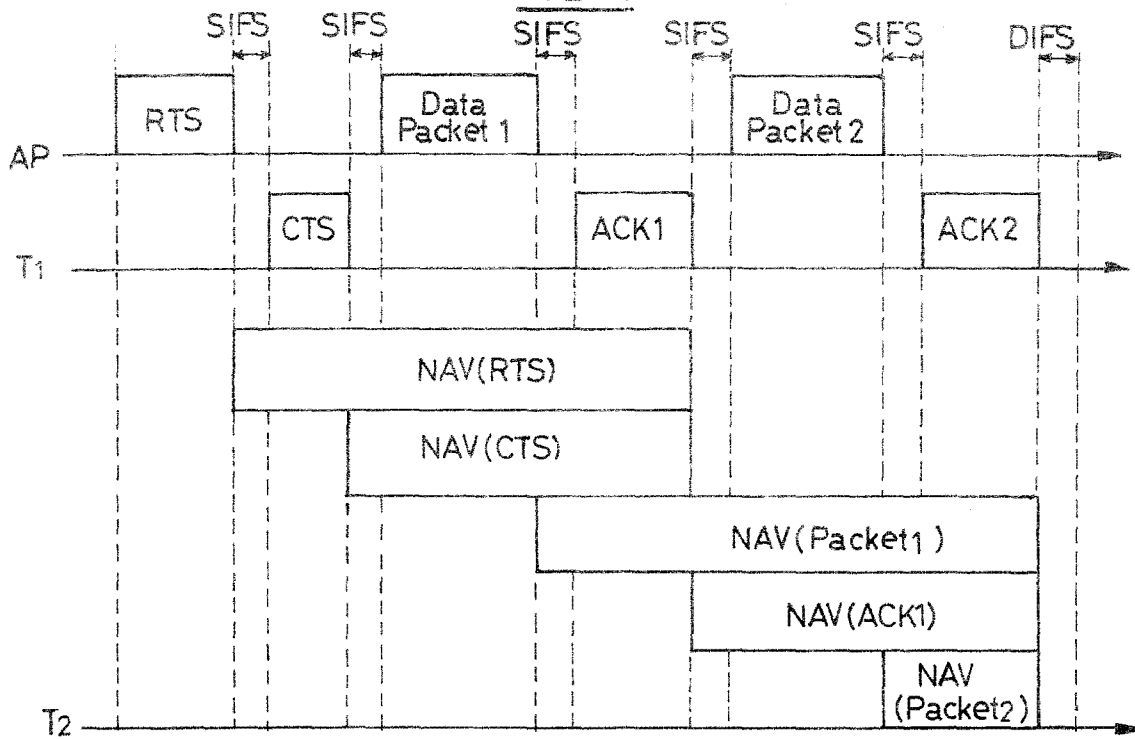 SIFS SIFS SIFS SIFS SIFS DIFS
RTS
Data
Packet 1
Data
Packet 2
AP
CTS
ACK1
ACK2
T1
NAV(RTS)
NAV(CTS)
NAV(Packet1)
NAV(ACK1)
NAV
(Packet2)
T2